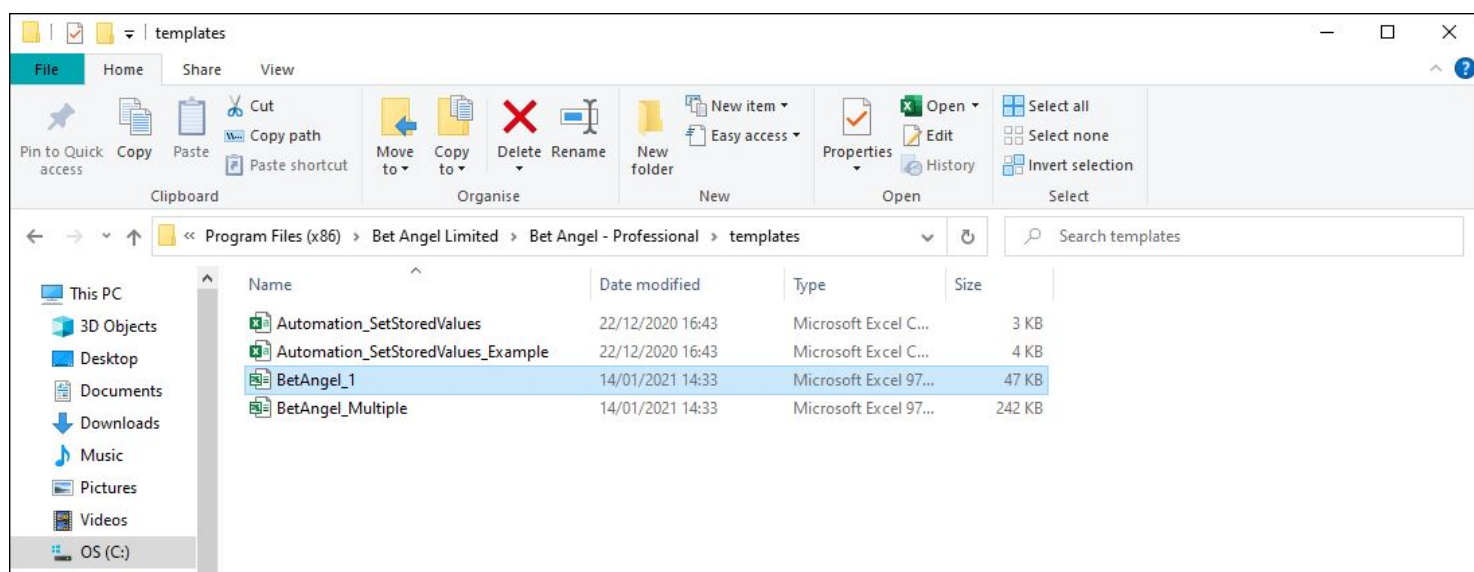 templates
File Home Share View
Pin to Quick access
Copy
Paste
Cut
Copy path
Paste shortcut
Clipboard
Move to
Copy to
Delete
Rename
Organise
New folder
New item
Easy access
New
Properties
Open
Edit
History
Open
Select all
Select none
Invert selection
Select
« Program Files (x86) > Bet Angel Limited > Bet Angel - Professional > templates
Search templates
This PC
3D Objects
Desktop
Documents
Downloads
Music
Pictures
Videos
OS (C:)
Name Date modified Type Size
Automation_SetStoredValues 22/12/2020 16:43 Microsoft Excel C... 3 KB
Automation_SetStoredValues_Example 22/12/2020 16:43 Microsoft Excel C... 4 KB
BetAngel_1 14/01/2021 14:33 Microsoft Excel 97... 47 KB
BetAngel_Multiple 14/01/2021 14:33 Microsoft Excel 97... 242 KB